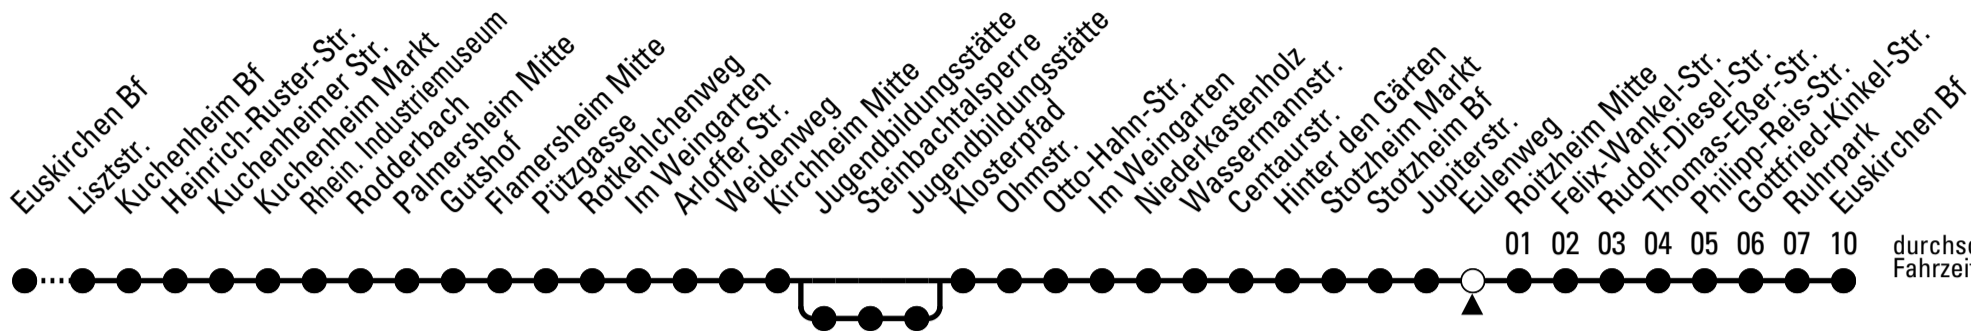 Euskirchen Bf
Lisztstr.
Kuchenheim Bf
Heinrich-Ruster-Str.
Kuchenheimer Str.
Kuchenheim Markt
Rhein. Industriemuseum
Rodderbach
Palmersheim Mitte
Gutshof
Flamersheim Mitte
Pützgasse
Rotkehlchenweg
Im Weingarten
Arloffer Str.
Weidenweg
Kirchheim Mitte
Jugendbildungsstätte
Steinbachtalsperre
Jugendbildungsstätte
Klosterpfad
Ohmstr.
Otto-Hahn-Str.
Im Weingarten
Niederkastenholz
Wassermannstr.
Centaurstr.
Hinter den Gärten
Stotzheim Markt
Stotzheim Bf
Jupiterstr.
Eulenweg
Roitzheim Mitte
Felix-Wankel-Str.
Rudolf-Diesel-Str.
Thomas-Eßer-Str.
Philipp-Reis-Str.
Gottfried-Kinkel-Str.
Ruhrpark
Euskirchen Bf
01 02 03 04 05 06 07 10